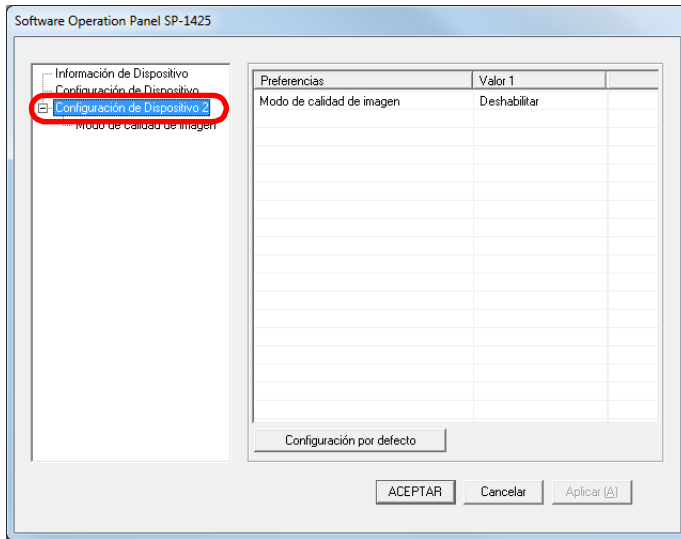 Software Operation Panel SP-1425
Información de Dispositivo
Configuración de Dispositivo
Configuración de Dispositivo 2
Modo de calidad de imagen
Preferencias Valor 1
Modo de calidad de imagen Deshabilitar
Configuración por defecto
ACEPTAR Cancelar Aplicar (A)